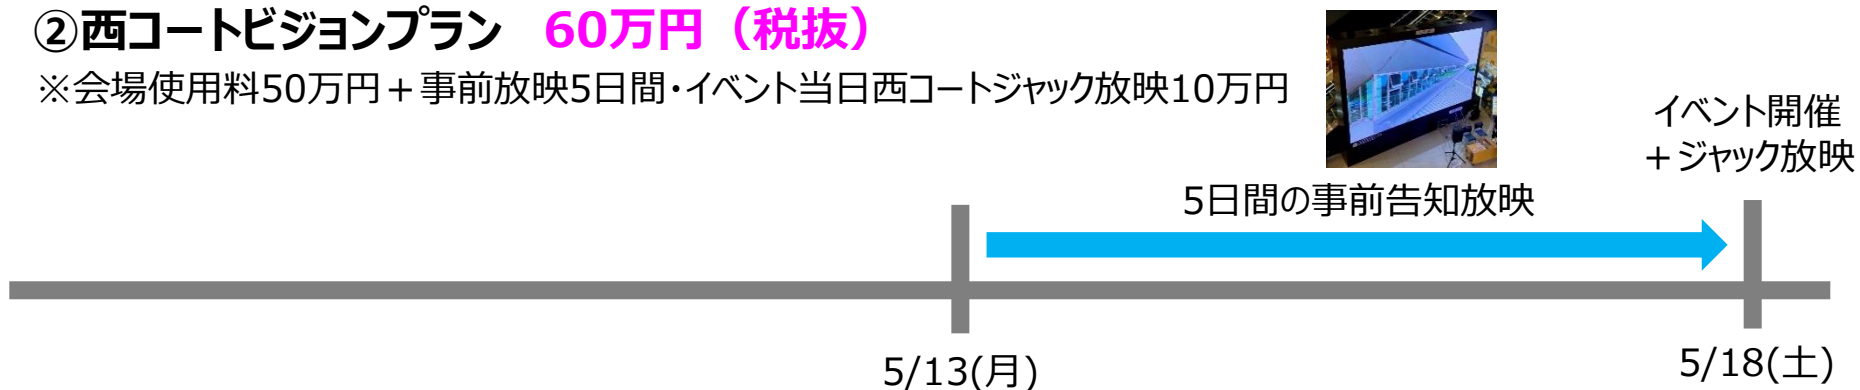 ②西コートビジョンプラン　60万円（税抜）
※会場使用料50万円＋事前放映5日間・イベント当日西コートジャック放映10万円
イベント開催
＋ジャック放映
5日間の事前告知放映
5/13(月)
5/18(土)